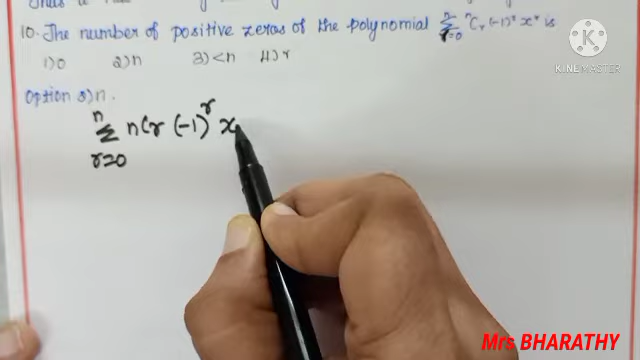 10. The number of positive zeros of the polynomial n Σ r=0 ⁿCᵣ (-1)ʳ xʳ is
1) 0 2) n 3) < n 4) r
Option 2) n.
n Σ r=0 nCr (-1)ʳ x
KINEMASTER
Mrs BHARATHY